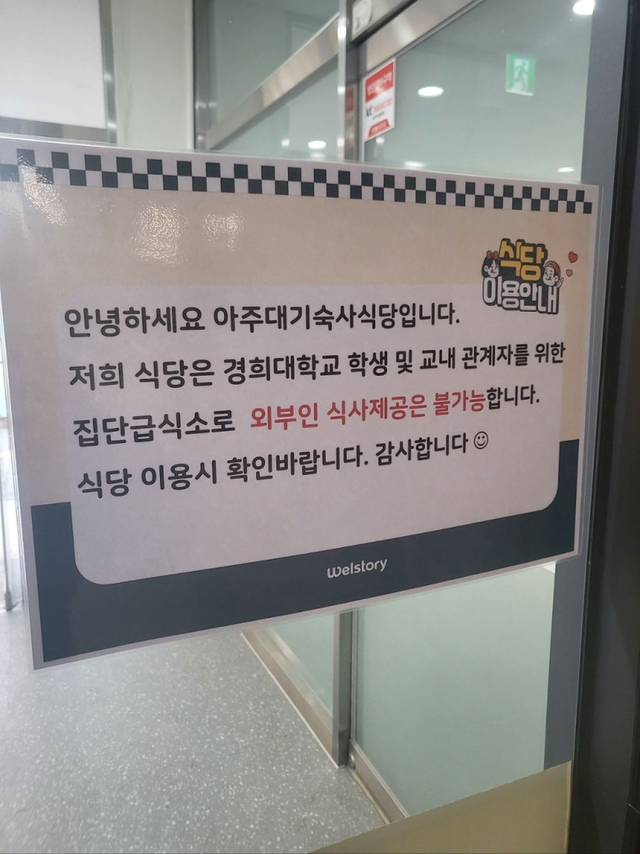 식당
이용안내
안녕하세요 아주대기숙사식당입니다.
저희 식당은 경희대학교 학생 및 교내 관계자를 위한
집단급식소로 외부인 식사제공은 불가능합니다.
식당 이용시 확인바랍니다. 감사합니다 ☺
welstory